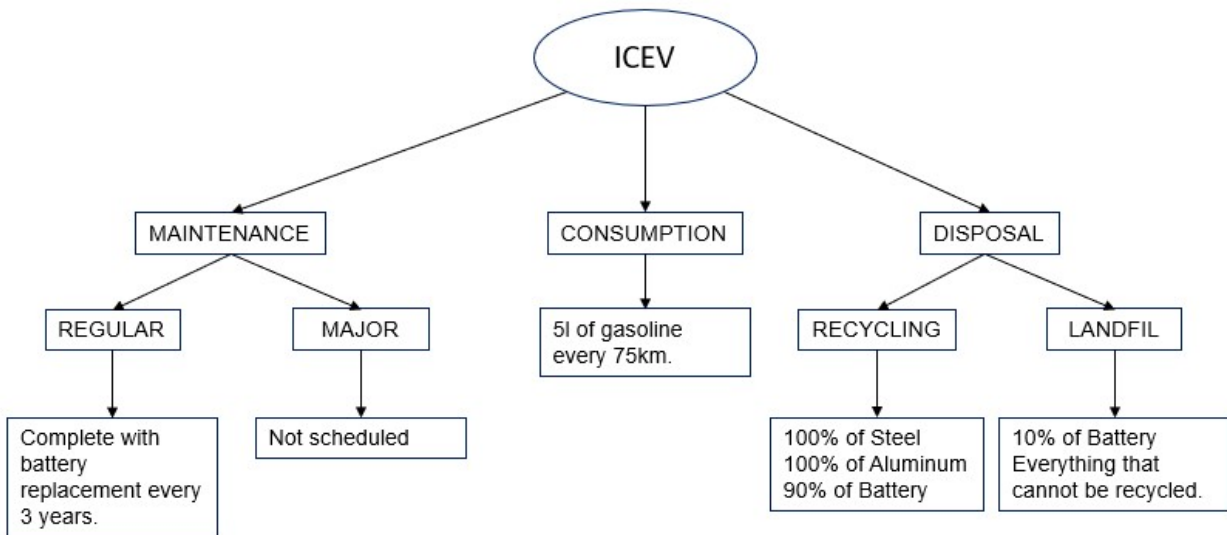 ICEV
MAINTENANCE
CONSUMPTION
DISPOSAL
REGULAR
MAJOR
5l of gasoline
every 75km.
RECYCLING
LANDFIL
Complete with
battery
replacement every
3 years.
Not scheduled
100% of Steel
100% of Aluminum
90% of Battery
10% of Battery
Everything that
cannot be recycled.